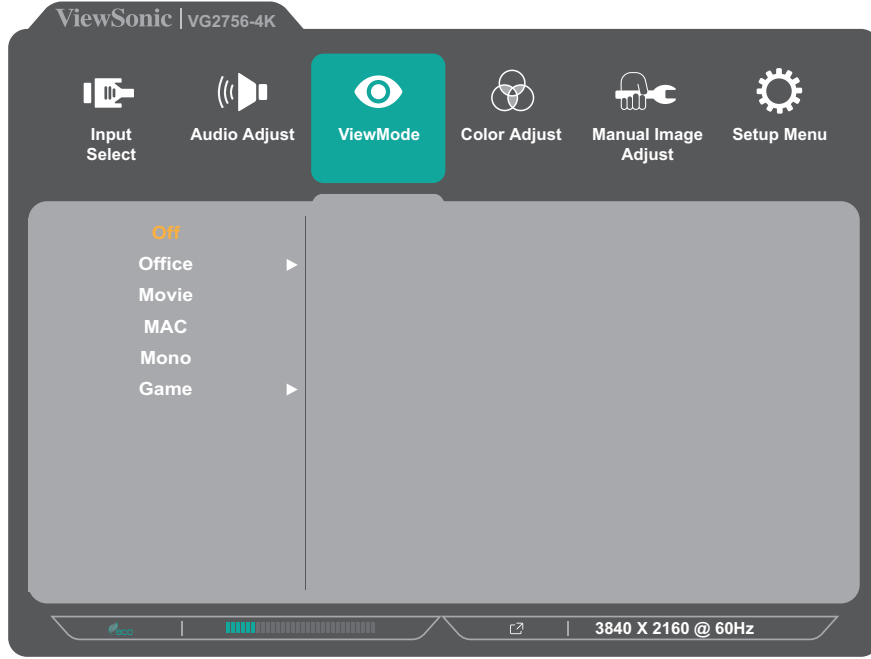 ViewSonic | VG2756-4K
Input Select
Audio Adjust
ViewMode
Color Adjust
Manual Image Adjust
Setup Menu
Off
Office
Movie
MAC
Mono
Game
eco
3840 X 2160 @ 60Hz